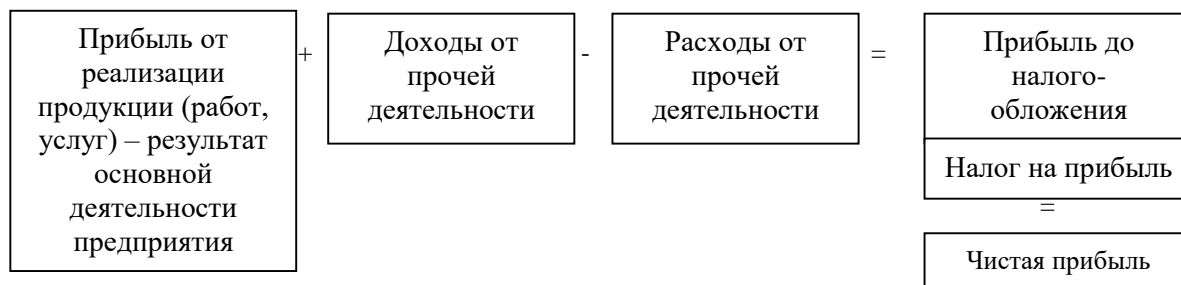 Прибыль от
реализации
продукции (работ,
услуг) – результат
основной
деятельности
предприятия
+
Доходы от
прочей
деятельности
-
Расходы от
прочей
деятельности
=
Прибыль до
налого-
обложения
Налог на прибыль
=
Чистая прибыль